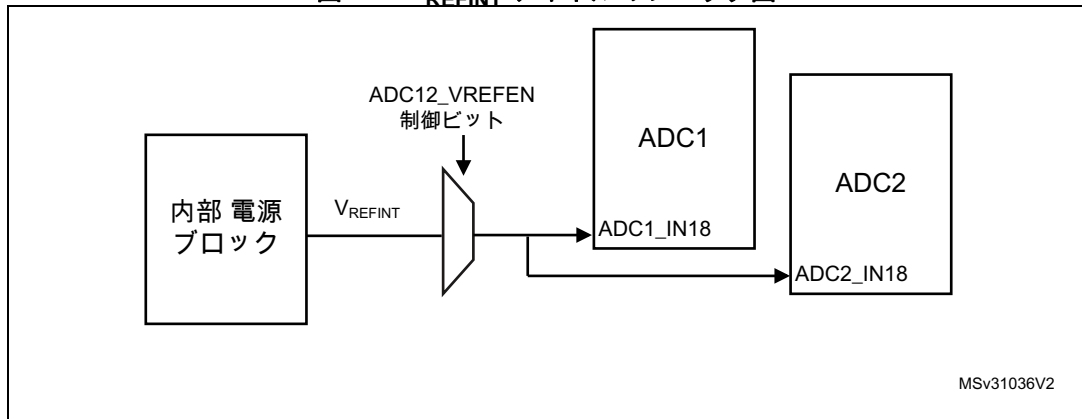 REFINT
ADC12_VREFEN
制御ビット
ADC1
ADC2
内部 電源
ブロック
VREFINT
ADC1_IN18
ADC2_IN18
MSv31036V2